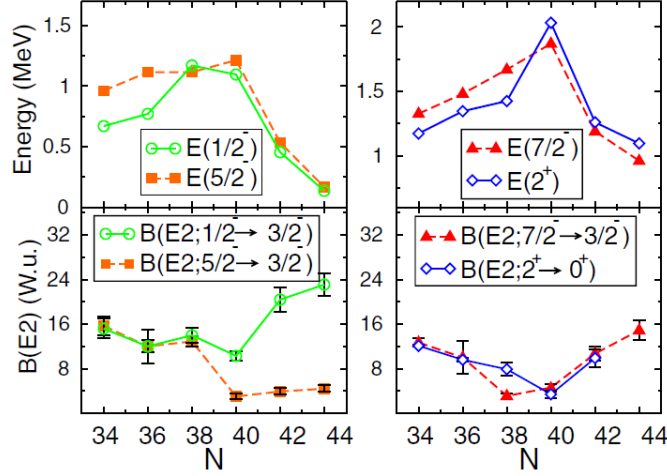 Energy (MeV)
1.5
1
0.5
0
E(1/2⁻)
E(5/2⁻)
2
1.5
1
E(7/2⁻)
E(2⁺)
B(E2) (W.u.)
32
24
16
8
B(E2;1/2⁻→ 3/2⁻)
B(E2;5/2⁻→ 3/2⁻)
34 36 38 40 42 44
N
32
24
16
8
B(E2;7/2⁻→3/2⁻)
B(E2;2⁺→ 0⁺)
34 36 38 40 42 44
N